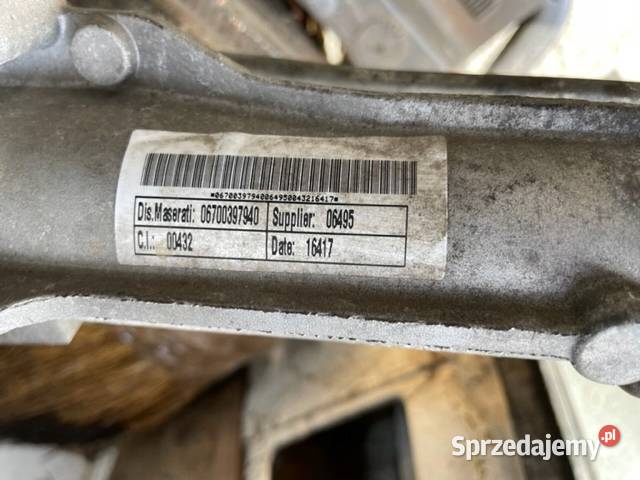 *06700397940064950043216417*
Dis.Maserati: 06700397940 Supplier: 06495
C.I.: 00432 Date: 16417
Sprzedajemy.pl